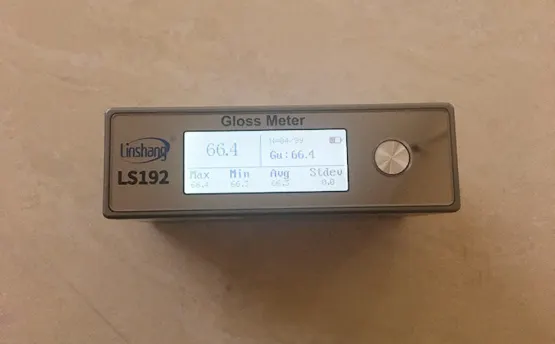 Gloss Meter
Linshang
LS192
66.4
Gu:66.4
Max Min Avg Stdev
0.0